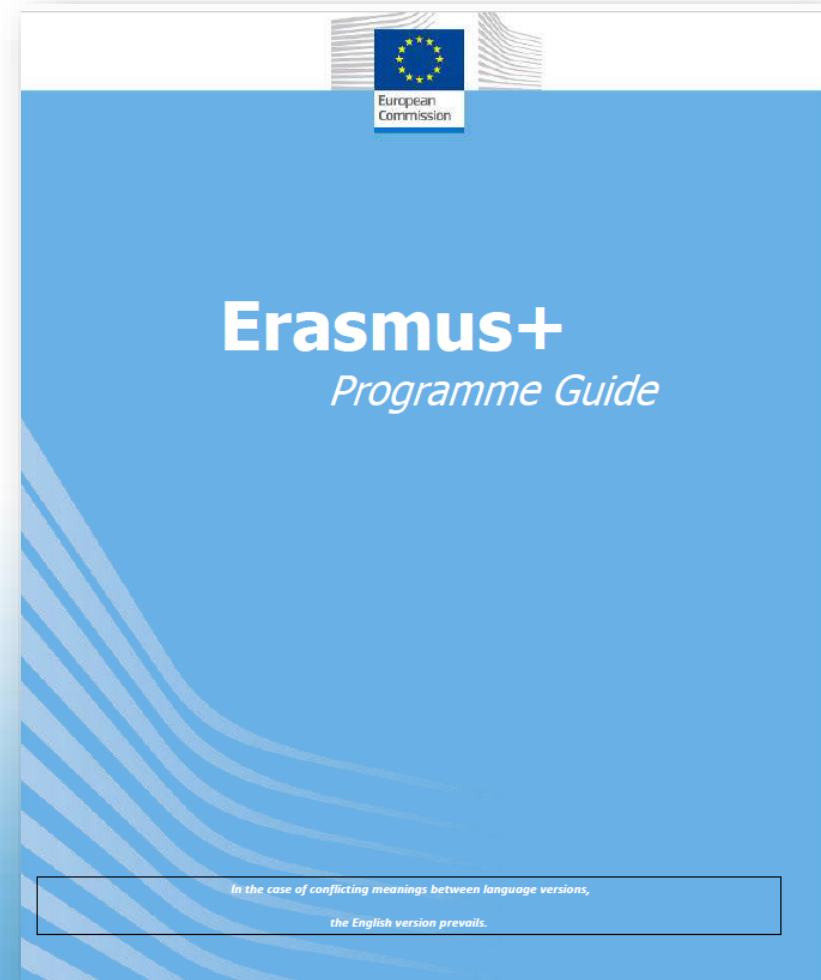 European
Commission
Erasmus+
Programme Guide
In the case of conflicting meanings between language versions,
the English version prevails.